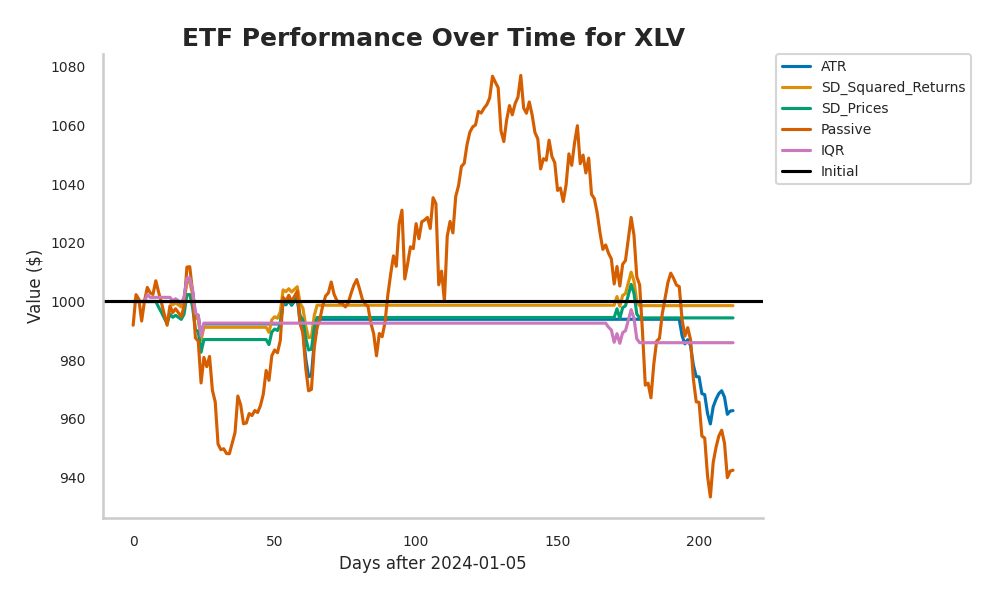 ETF Performance Over Time for XLV
1080
1060
1040
1020
1000
980
960
940
Value ($)
0 50 100 150 200
Days after 2024-01-05
ATR
SD_Squared_Returns
SD_Prices
Passive
IQR
Initial